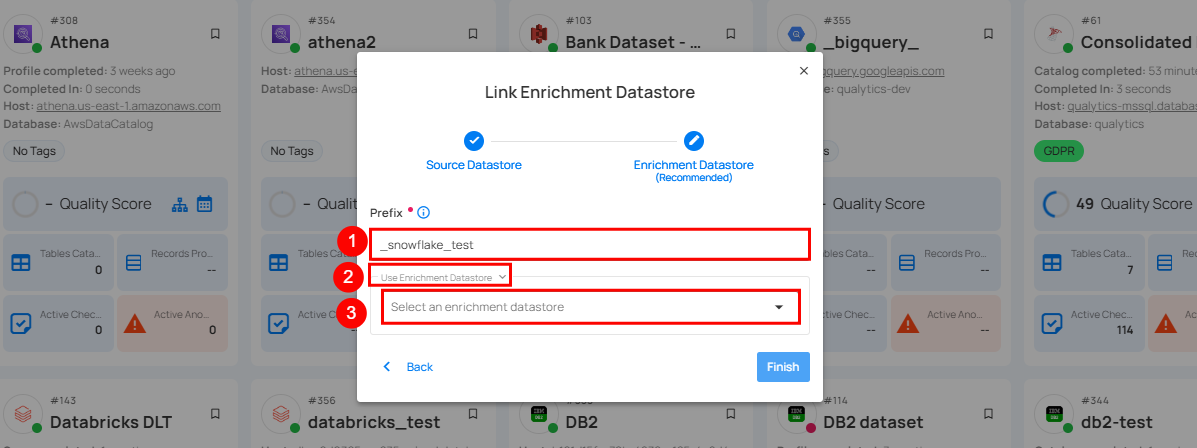 #308
Athena
Profile completed: 3 weeks ago
Completed In: 0 seconds
Host: athena.us-east-1.amazonaws.com
Database: AwsDataCatalog
No Tags
– Quality Score
Tables Cata...
0
Records Pro...
--
Active Chec...
0
Active Ano...
0
#354
athena2
Host: athena.us-e
Database: AwsDa
No Tags
#103
Bank Dataset - ...
#355
_bigquery_
gquery.googleapis.com
e: qualytics-dev
– Quality Score
Records Pro...
--
Active Ano...
--
#61
Consolidated
Catalog completed: 53 minute
Completed In: 3 seconds
Host: qualytics-mssql.databas
Database: qualytics
GDPR
49 Quality Score
Tables Cata...
7
Active Chec...
114
Link Enrichment Datastore
Source Datastore
Enrichment Datastore
(Recommended)
Prefix
1
_snowflake_test
2
Use Enrichment Datastore
3
Select an enrichment datastore
Back
Finish
#143
Databricks DLT
#356
databricks_test
DB2
#114
DB2 dataset
#344
db2-test